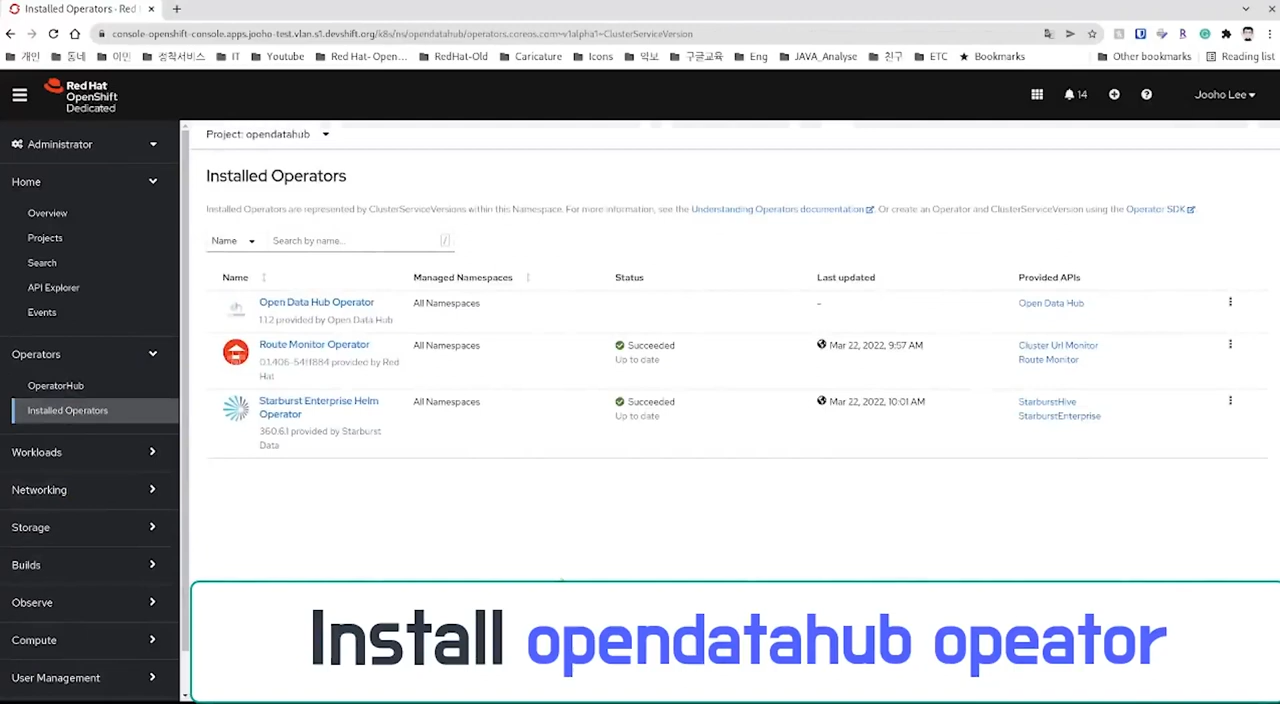 Installed Operators - Red
console-openshift-console.apps.jooho-test.vlan.s1.devshift.org/k8s/ns/opendatahub/operators.coreos.com~v1alpha1~ClusterServiceVersion
개인 동네 이민 정착서비스 IT Youtube Red Hat- Open... RedHat-Old Caricature Icons 악보 구글교육 Eng JAVA_Analyse 친구 ETC Bookmarks Other bookmarks Reading list
Red Hat
OpenShift
Dedicated
14
Jooho Lee
Administrator
Home
Overview
Projects
Search
API Explorer
Events
Operators
OperatorHub
Installed Operators
Workloads
Networking
Storage
Builds
Observe
Compute
User Management
Project: opendatahub
Installed Operators
Installed Operators are represented by ClusterServiceVersions within this Namespace. For more information, see the Understanding Operators documentation. Or create an Operator and ClusterServiceVersion using the Operator SDK
Name Search by name... /
Name Managed Namespaces Status Last updated Provided APIs
Open Data Hub Operator All Namespaces - Open Data Hub
1.1.2 provided by Open Data Hub
Route Monitor Operator All Namespaces Succeeded Mar 22, 2022, 9:57 AM Cluster Url Monitor
0.1.406-54ff884 provided by Red Up to date Route Monitor
Hat
Starburst Enterprise Helm All Namespaces Succeeded Mar 22, 2022, 10:01 AM StarburstHive
Operator Up to date StarburstEnterprise
360.6.1 provided by Starburst
Data
Install opendatahub opeator